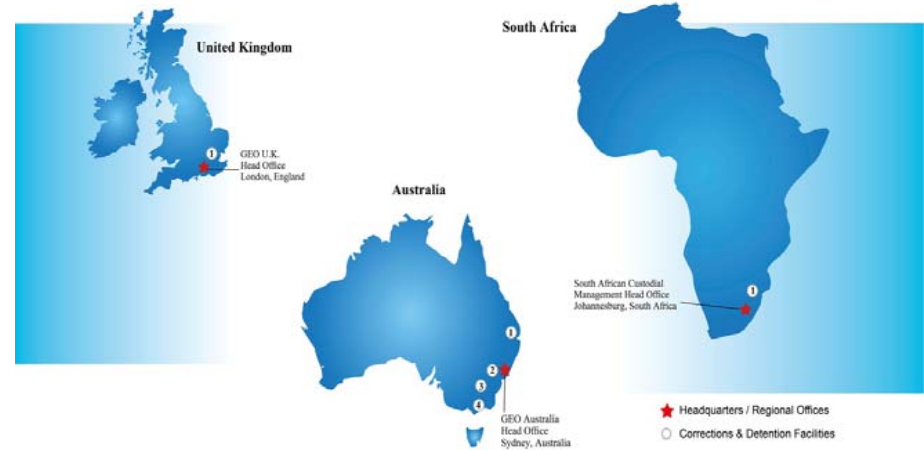 United Kingdom
1
GEO U.K.
Head Office
London, England
South Africa
1
South African Custodial
Management Head Office
Johannesburg, South Africa
Australia
1
2
3
4
GEO Australia
Head Office
Sydney, Australia
Headquarters / Regional Offices
Corrections & Detention Facilities